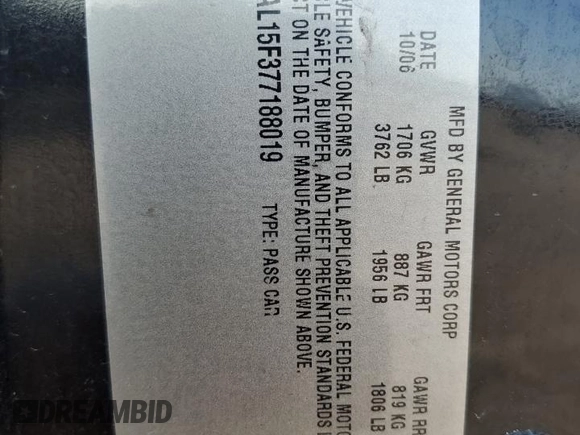 MFD BY GENERAL MOTORS CORP
DATE GVWR GAWR FRT GAWR RR
10/06 1706 KG 887 KG 819 KG
3762 LB 1956 LB 1806 LB
VEHICLE CONFORMS TO ALL APPLICABLE U.S. FEDERAL
SAFETY, BUMPER, AND THEFT PREVENTION STANDARDS
ON THE DATE OF MANUFACTURE SHOWN ABOVE.
AL15F377188019 TYPE: PASS CAR
DREAMBID